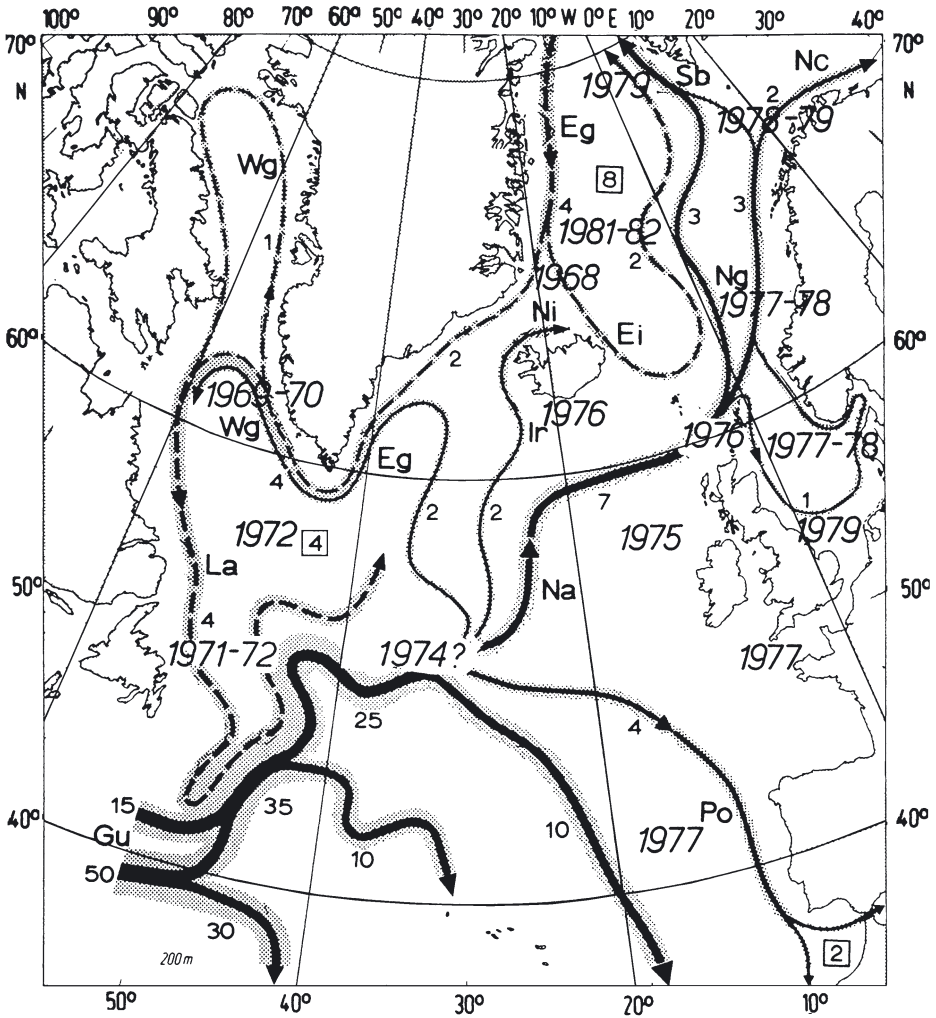 100° 90° 80° 70° 60° 50° 40° 30° 20° 10° W 0° E 10° 20° 30° 40°
70° 70°
N N
Nc
Sb
1979
2
1978-79
Eg
Wg
8
4
3
3
1981-82
1
2
1968
Ng
1977-78
Ni
Ei
60° 60°
2
1969-70
1976
Ir
Wg
1976
1977-78
Eg
4
7
1
2
2
1972
4
1975
1979
La
50° 50°
Na
4
1971-72
1974?
1977
25
4
15
35
Po
40° 40°
Gu
10
10
1977
50
30
200m
2
50° 40° 30° 20° 10°